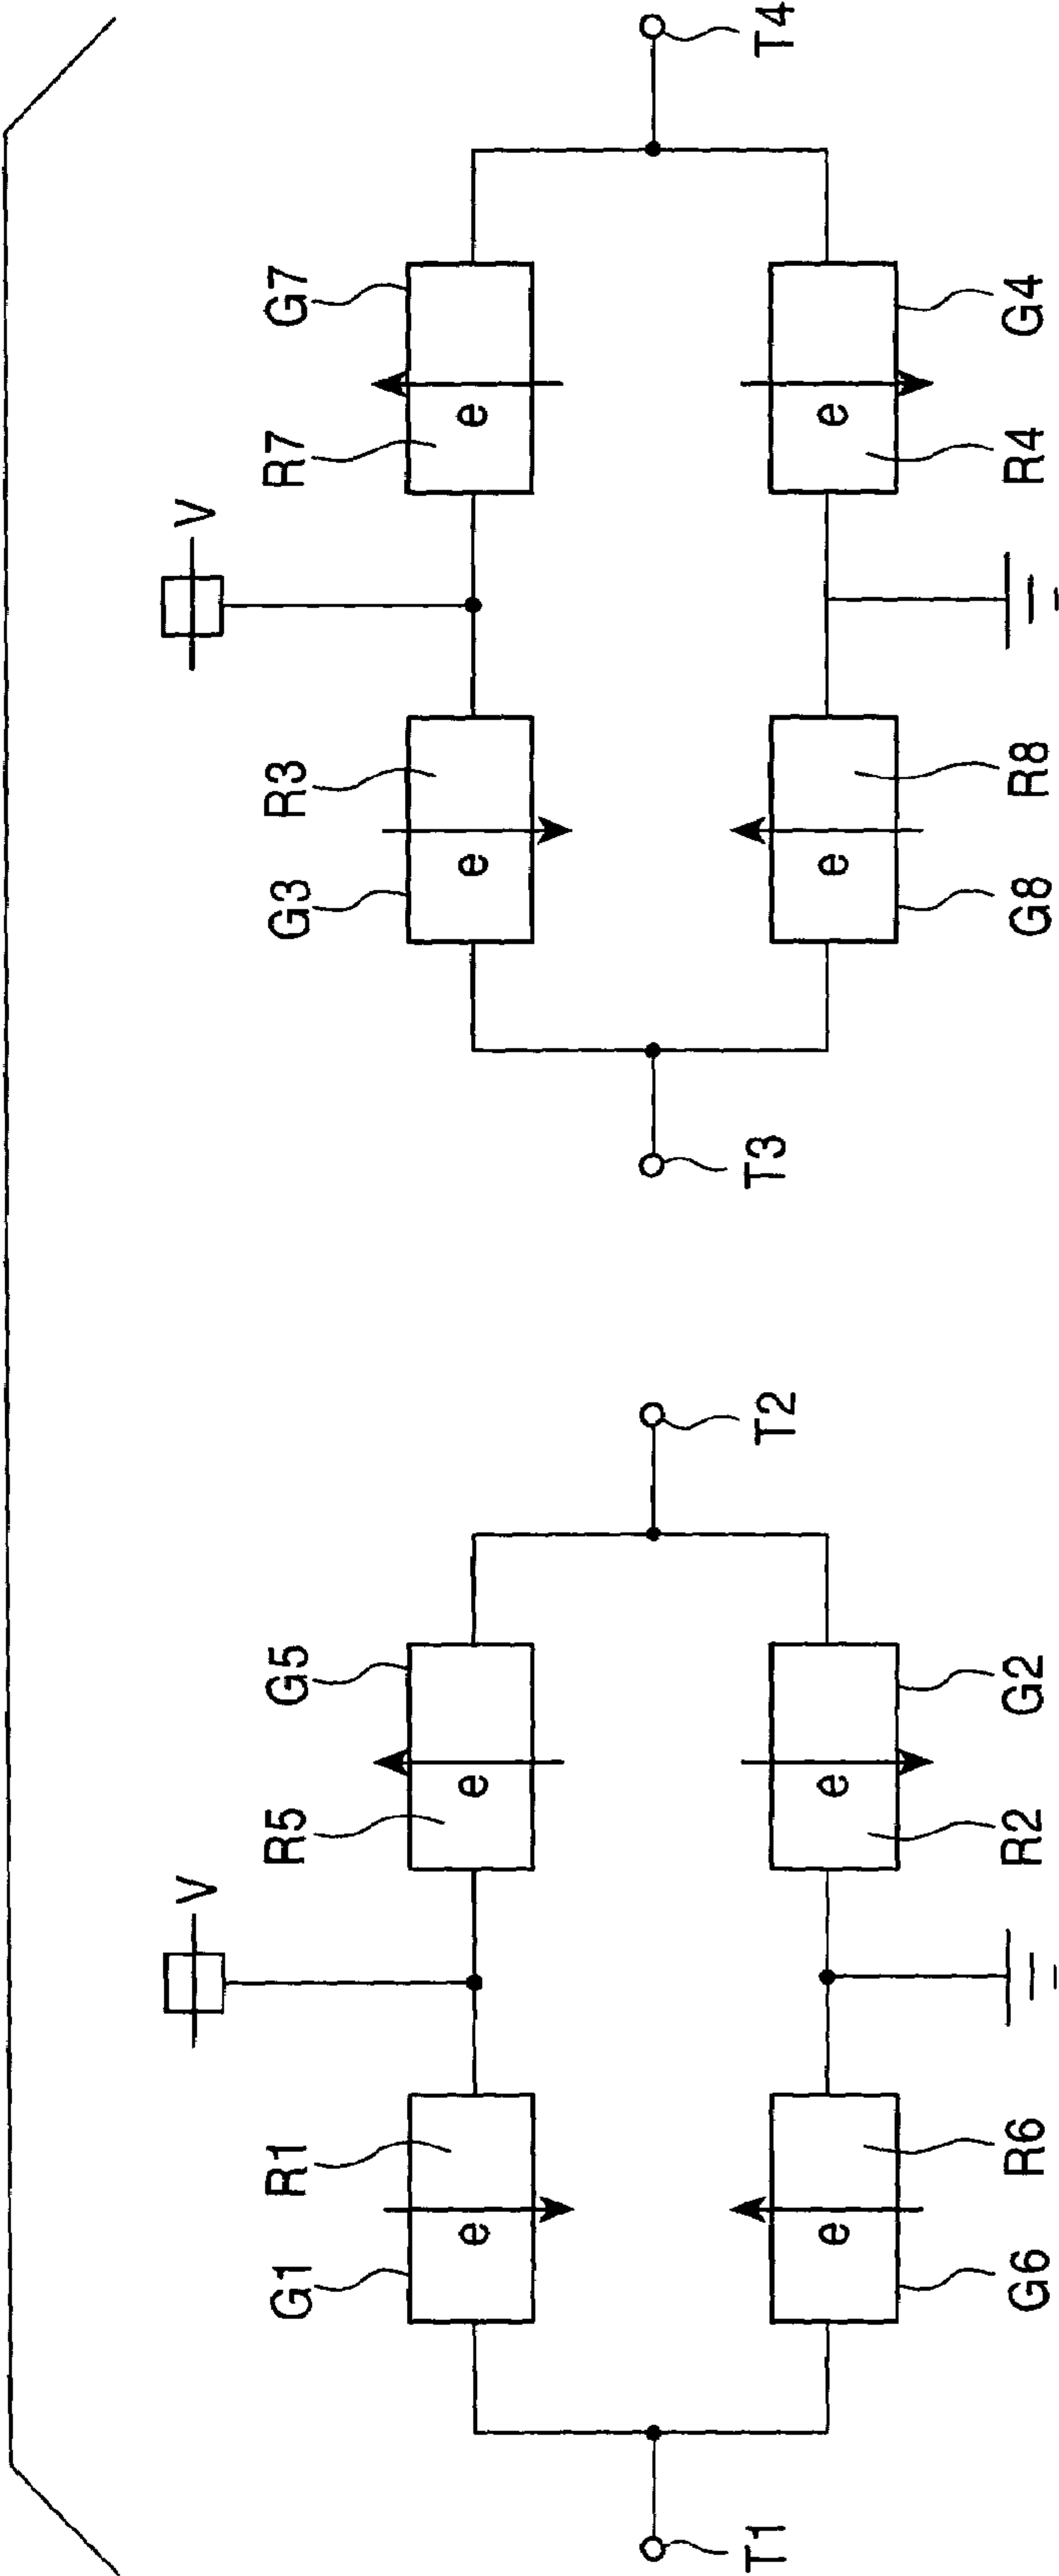 V V
G1 R1 R5 G5 G3 R3 R7 G7
e e e e
T1 T2 T3 T4
e e e e
G6 R6 R2 G2 G8 R8 R4 G4